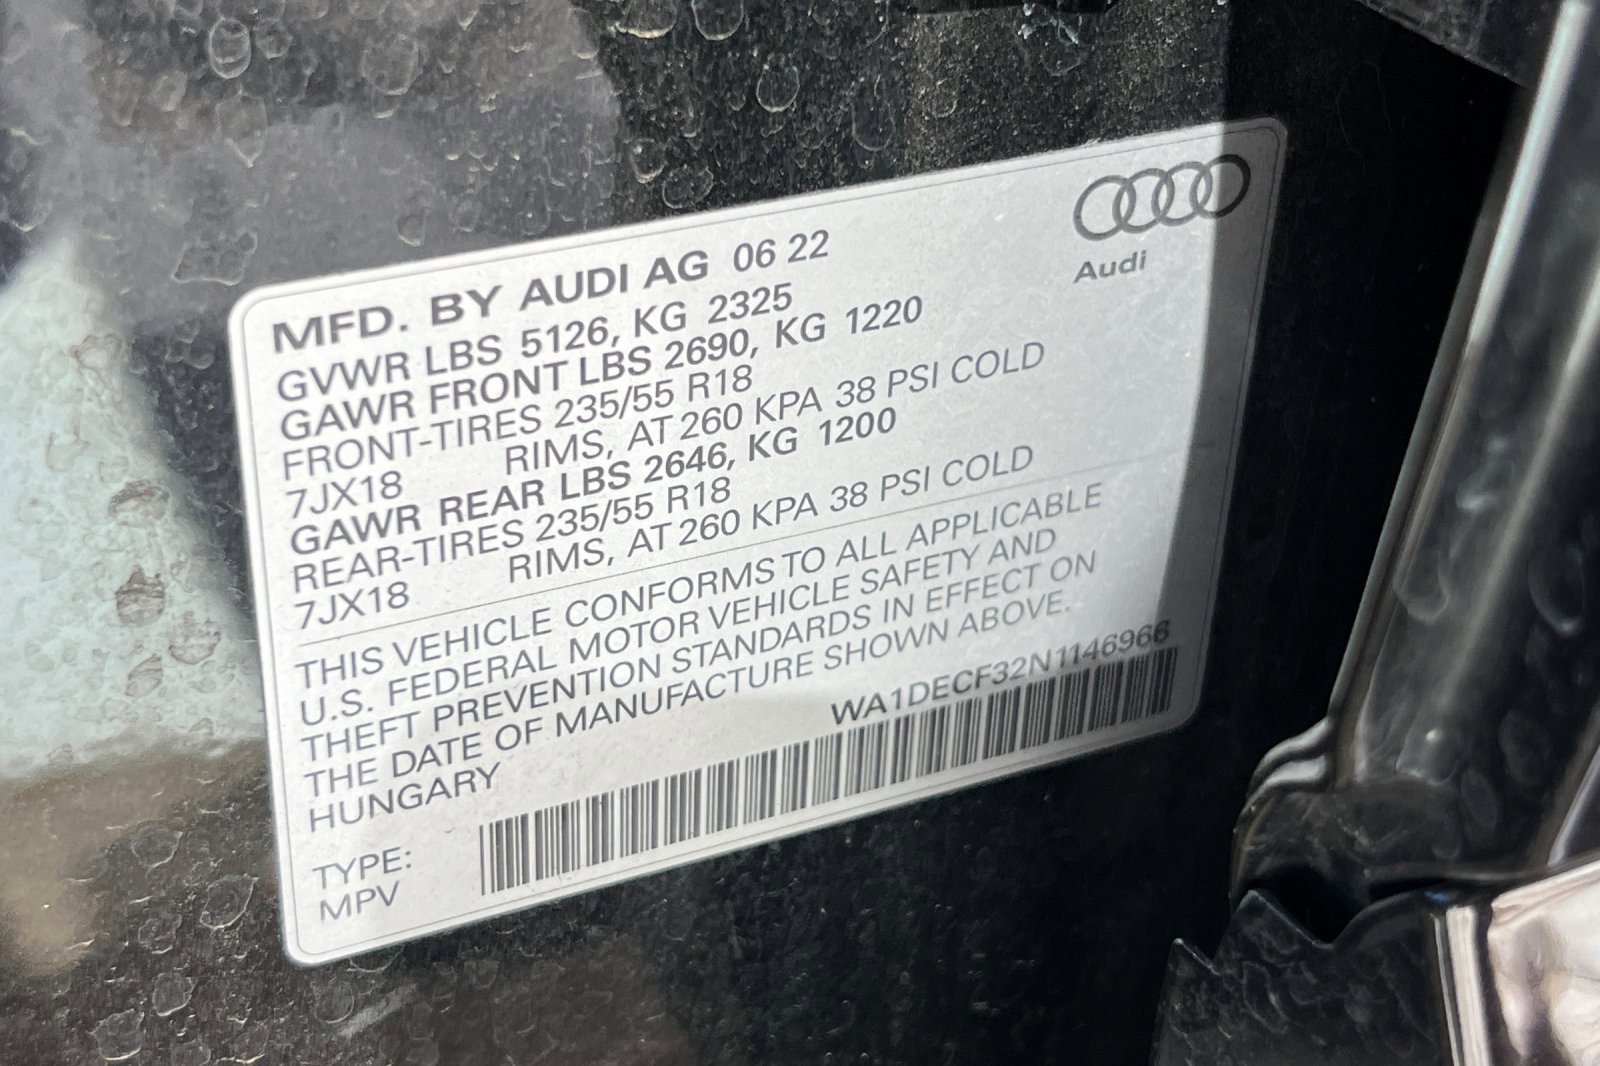 MFD. BY AUDI AG 06 22
GVWR LBS 5126, KG 2325
GAWR FRONT LBS 2690, KG 1220
FRONT-TIRES 235/55 R18
7JX18 RIMS, AT 260 KPA 38 PSI COLD
GAWR REAR LBS 2646, KG 1200
REAR-TIRES 235/55 R18
7JX18 RIMS, AT 260 KPA 38 PSI COLD
THIS VEHICLE CONFORMS TO ALL APPLICABLE
U.S. FEDERAL MOTOR VEHICLE SAFETY AND
THEFT PREVENTION STANDARDS IN EFFECT ON
THE DATE OF MANUFACTURE SHOWN ABOVE.
HUNGARY
WA1DECF32N1146966
TYPE:
MPV
Audi